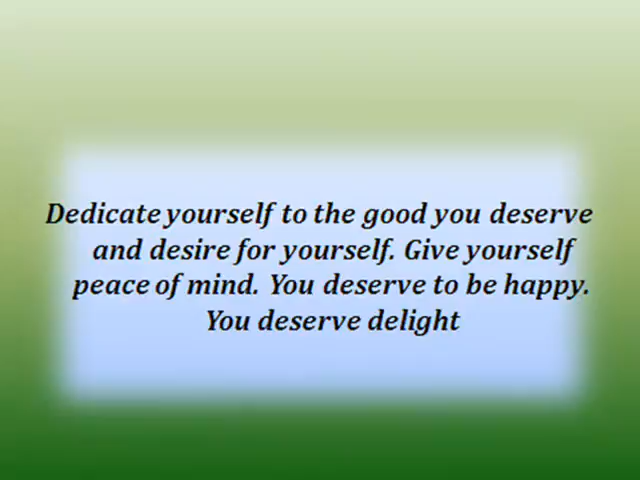 Dedicate yourself to the good you deserve
and desire for yourself. Give yourself
peace of mind. You deserve to be happy.
You deserve delight